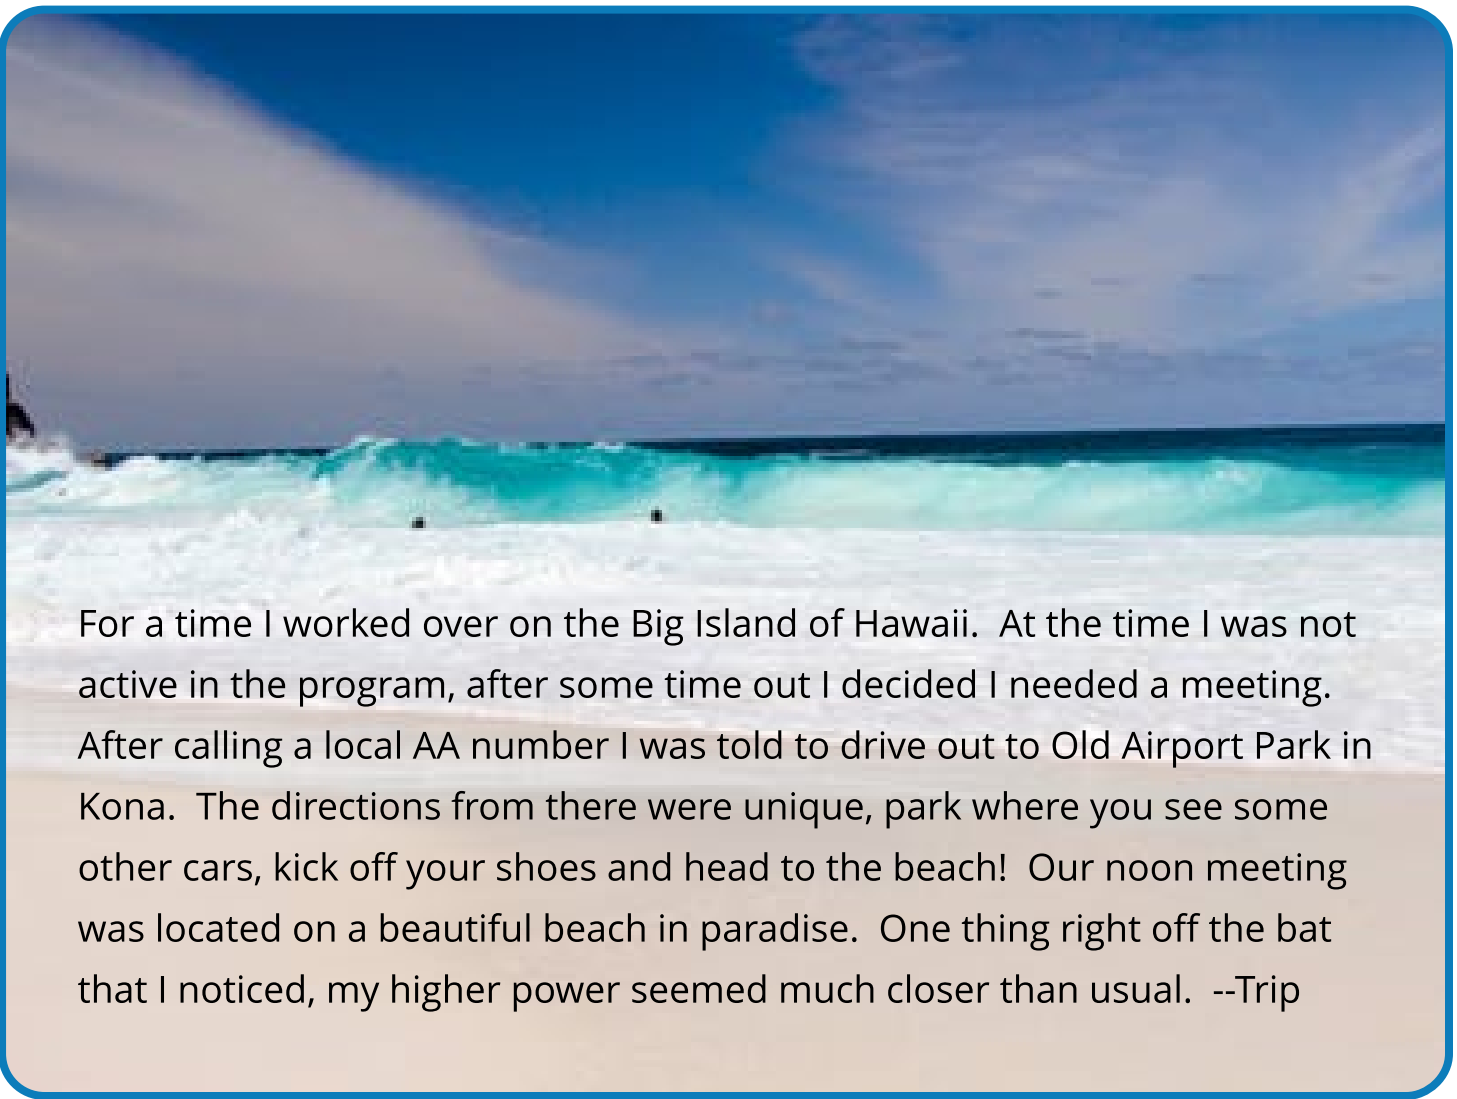 For a time I worked over on the Big Island of Hawaii.  At the time I was not
active in the program, after some time out I decided I needed a meeting.
After calling a local AA number I was told to drive out to Old Airport Park in
Kona.  The directions from there were unique, park where you see some
other cars, kick off your shoes and head to the beach!  Our noon meeting
was located on a beautiful beach in paradise.  One thing right off the bat
that I noticed, my higher power seemed much closer than usual.  --Trip